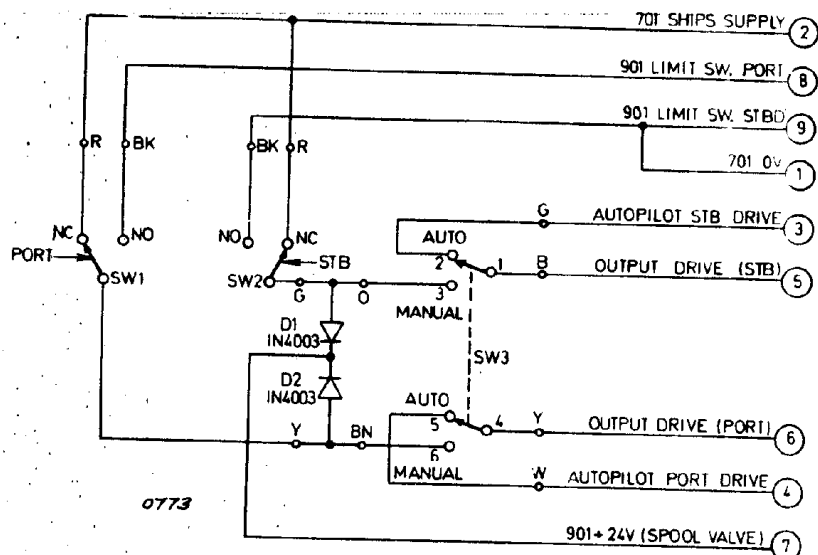 701 SHIPS SUPPLY 2
901 LIMIT SW. PORT 8
901 LIMIT SW. STBD 9
701 0V 1
R BK BK R
G AUTOPILOT STB DRIVE 3
NC NO NO NC AUTO
PORT STB 2 1 B OUTPUT DRIVE (STB) 5
SW1 SW2 G O 3
MANUAL
D1
IN4003
SW3
D2
IN4003
AUTO
5 4 Y OUTPUT DRIVE (PORT) 6
Y BN 6
MANUAL W AUTOPILOT PORT DRIVE 4
0773
901+24V (SPOOL VALVE) 7